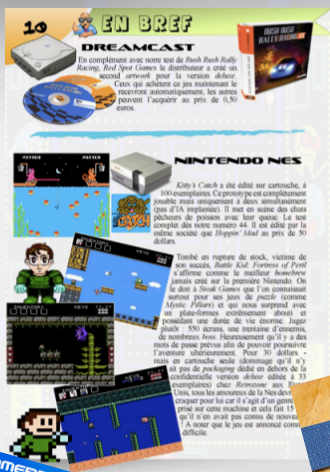 10 EN BREF
DREAMCAST
En complément avec notre test de Rush Rush Rally
Racing, Red Spot Games le distributeur a créé un
second artwork pour la version deluxe.
Ceux qui achètent ce jeu maintenant le
recevront automatiquement, les autres
peuvent l'acquérir au prix de 0,50
euros.
NINTENDO NES
Kitty's Catch a été édité sur cartouche, à
100 exemplaires. Ce prototype est complètement
jouable mais uniquement à deux simultanément
(pas d'IA implantée). Il met en scène des chats
pêcheurs de poisson avec leur queue. Le test
complet dès notre numéro 44. Il est édité par la
même société que Hoppin' Mad au prix de 50
dollars.
Tombé en rupture de stock, victime de
son succès, Battle Kid: Fortress of Peril
s'affirme comme le meilleur homebrew
jamais créé sur la première Nintendo. On
le doit à Sivak Games que l'on connaissait
surtout pour ses jeux de puzzle (comme
Mystic Pillars) et qui nous surprend avec
un plate-formes extrêmement abouti et
possédant une durée de vie énorme. Jugez
plutôt : 550 écrans, une trentaine d'ennemis,
de nombreux boss. Heureusement qu'il y a des
mots de passe prévus afin de pouvoir poursuivre
l'aventure ultérieurement. Pour 30 dollars -
mais en cartouche seule (dommage qu'il n'y
ait pas de packaging dédié en dehors de la
confidentielle version deluxe éditée à 33
exemplaires) chez Retrozone aux
Unis, tous les amoureux de la Nes devr
craquer pour lui car il s'agit d'un genre
prisé sur cette machine et cela fait 15
qu'il n'en avait pas connu de nouveau
! A noter que le jeu est annoncé comm
difficile.